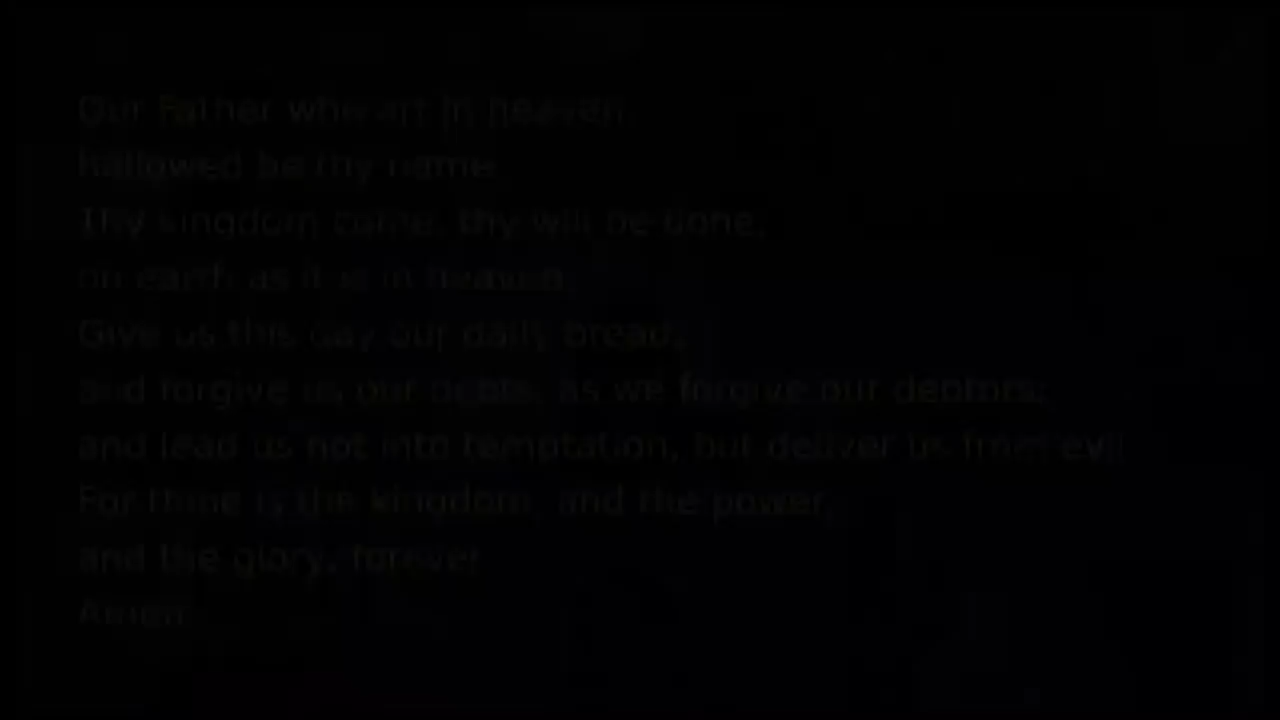 Our Father who art in heaven,
hallowed be thy name.
Thy kingdom come, thy will be done,
on earth as it is in heaven.
Give us this day our daily bread,
and forgive us our debts, as we forgive our debtors;
and lead us not into temptation, but deliver us from evil.
For thine is the kingdom, and the power,
and the glory, forever.
Amen.